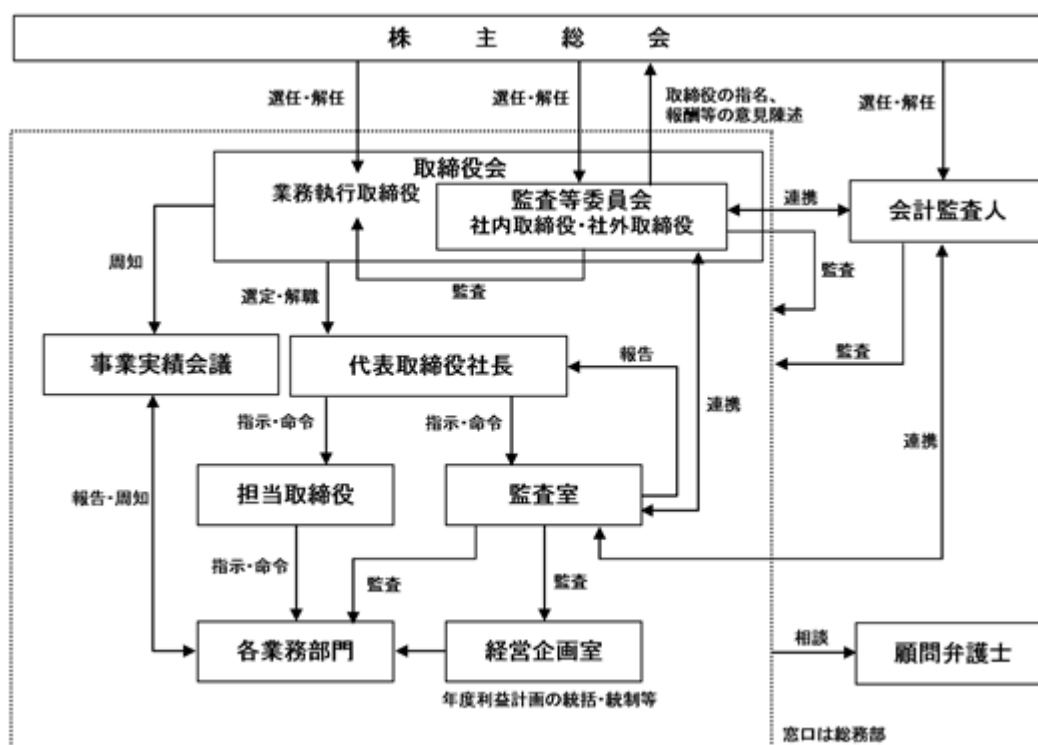 株主総会
選任・解任
選任・解任
取締役の指名、
報酬等の意見陳述
選任・解任
取締役会
業務執行取締役
監査等委員会
社内取締役・社外取締役
連携
会計監査人
周知
監査
監査
選定・解職
監査
事業実績会議
代表取締役社長
報告
連携
指示・命令
指示・命令
連携
報告・周知
担当取締役
監査室
指示・命令
監査
監査
各業務部門
経営企画室
相談
顧問弁護士
年度利益計画の統括・統制等
窓口は総務部